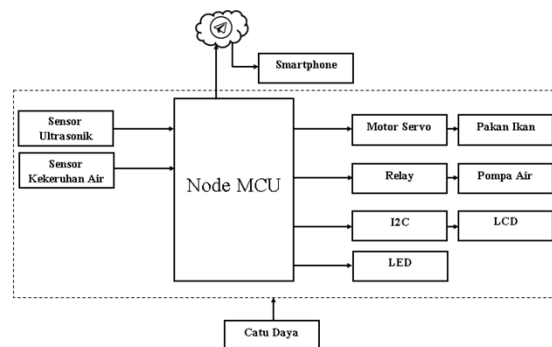 Smartphone
Sensor
Ultrasonik
Sensor
Kekeruhan Air
Node MCU
Motor Servo
Pakan Ikan
Relay
Pompa Air
I2C
LCD
LED
Catu Daya